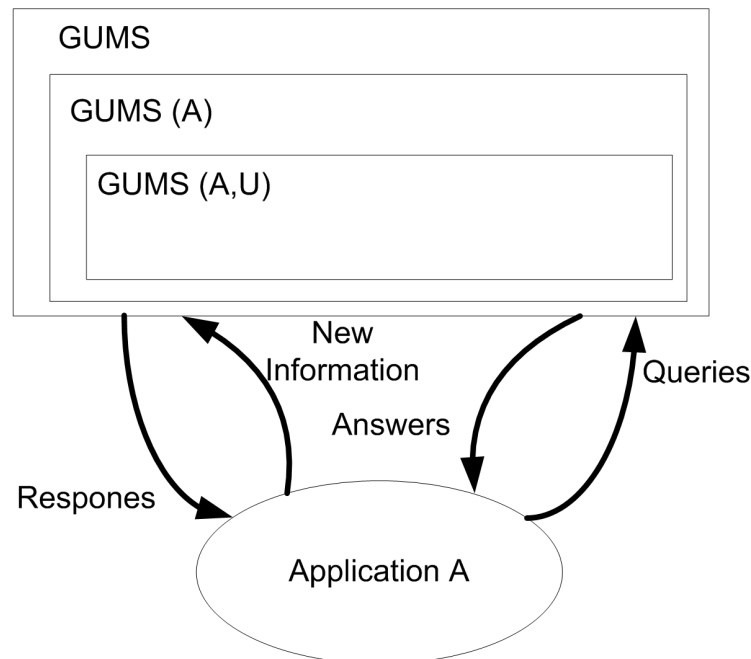 GUMS
GUMS (A)
GUMS (A,U)
New
Information
Queries
Answers
Respones
Application A